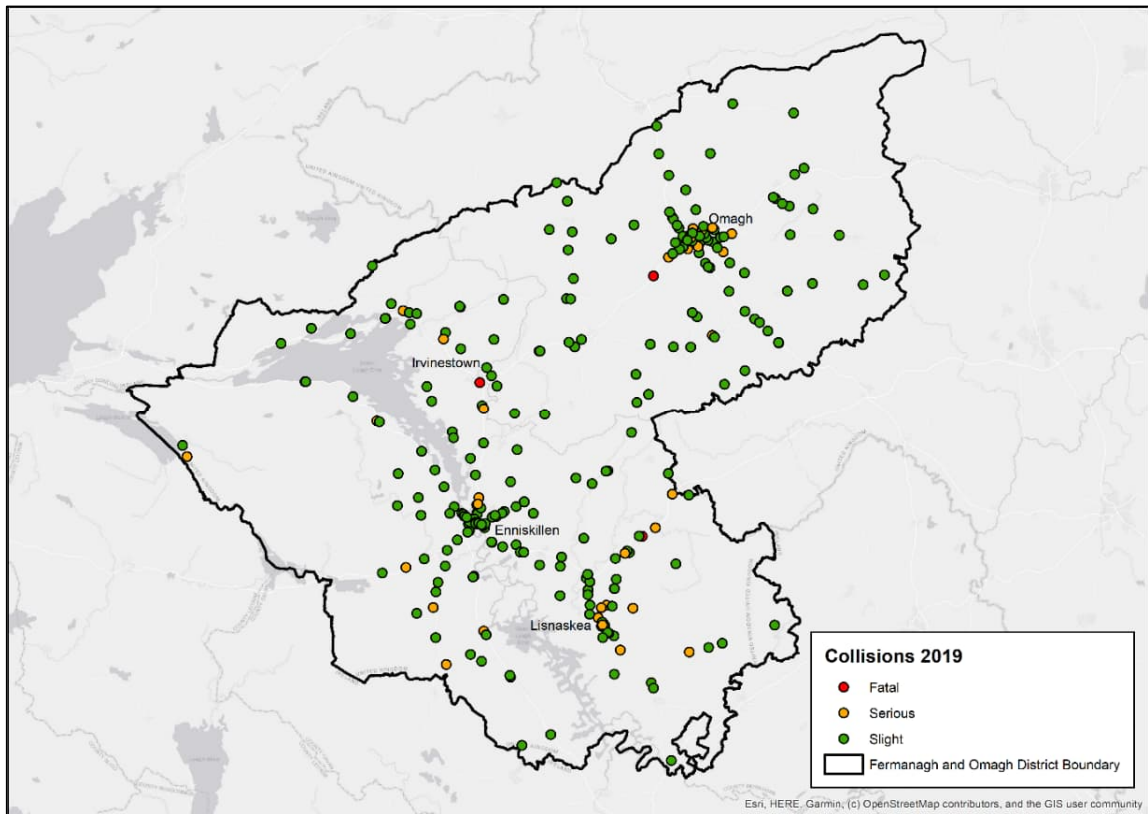 Omagh
Irvinestown
Enniskillen
Lisnaskea
Collisions 2019
Fatal
Serious
Slight
Fermanagh and Omagh District Boundary
Esri, HERE, Garmin, (c) OpenStreetMap contributors, and the GIS user community